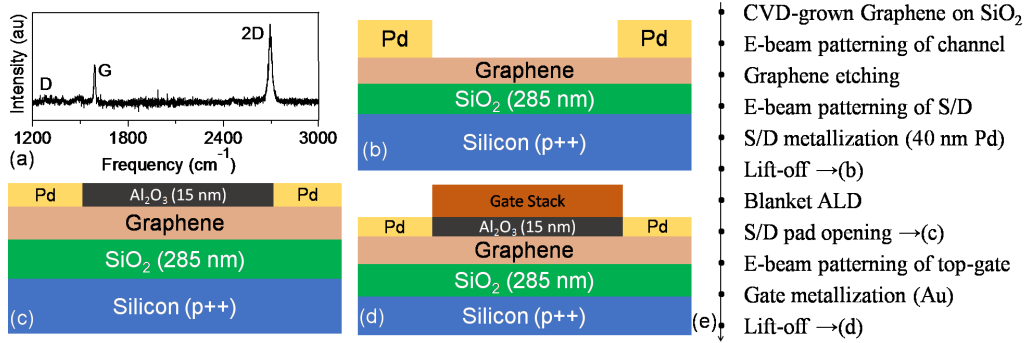 Intensity (au)
D
G
2D
1200
1800
2400
3000
Frequency (cm⁻¹)
(a)
Pd
Pd
Graphene
SiO₂ (285 nm)
Silicon (p++)
(b)
Pd
Al₂O₃ (15 nm)
Pd
Graphene
SiO₂ (285 nm)
Silicon (p++)
(c)
Gate Stack
Pd
Al₂O₃ (15 nm)
Pd
Graphene
SiO₂ (285 nm)
Silicon (p++)
(d)
CVD-grown Graphene on SiO₂
E-beam patterning of channel
Graphene etching
E-beam patterning of S/D
S/D metallization (40 nm Pd)
Lift-off →(b)
Blanket ALD
S/D pad opening →(c)
E-beam patterning of top-gate
Gate metallization (Au)
Lift-off →(d)
(e)